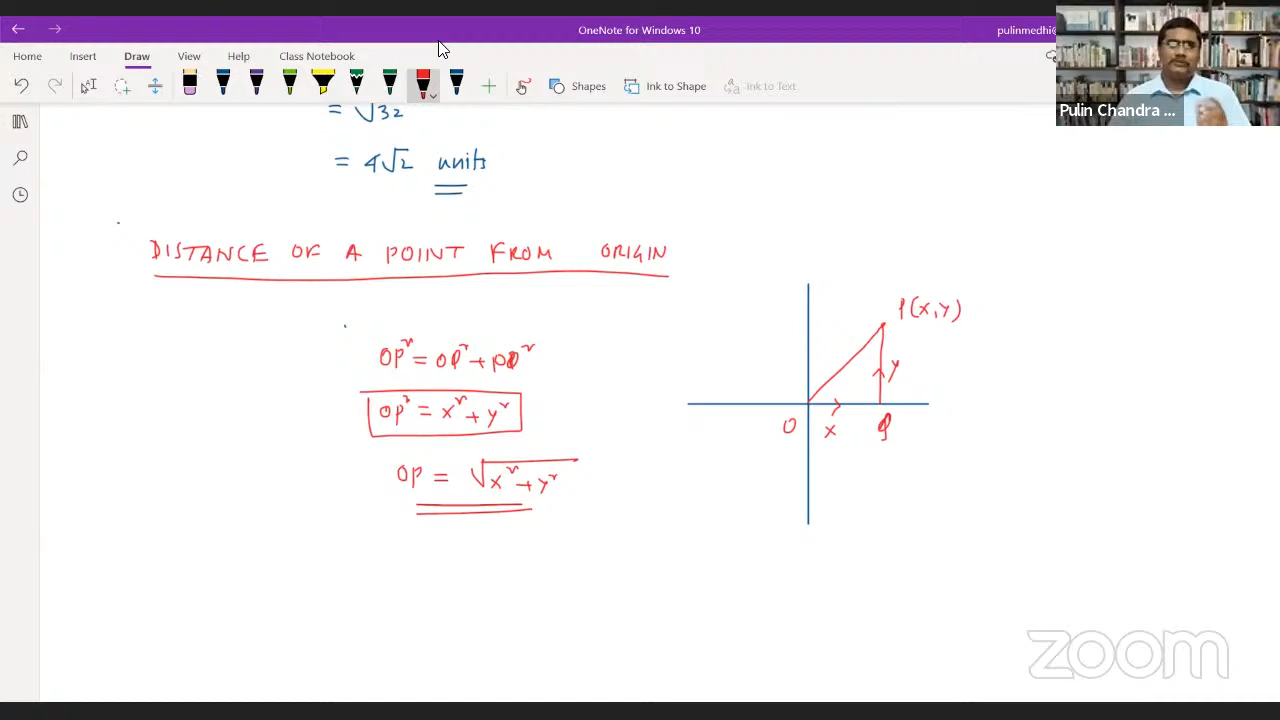 OneNote for Windows 10
pulinmedhi@
Home Insert Draw View Help Class Notebook
Shapes Ink to Shape Ink to Text
Pulin Chandra ...
= √32
= 4√2 units
DISTANCE OF A POINT FROM ORIGIN
P(x,y)
OP² = OQ² + PQ²
y
OP² = x² + y²
O x Q
OP = √x² + y²
zoom